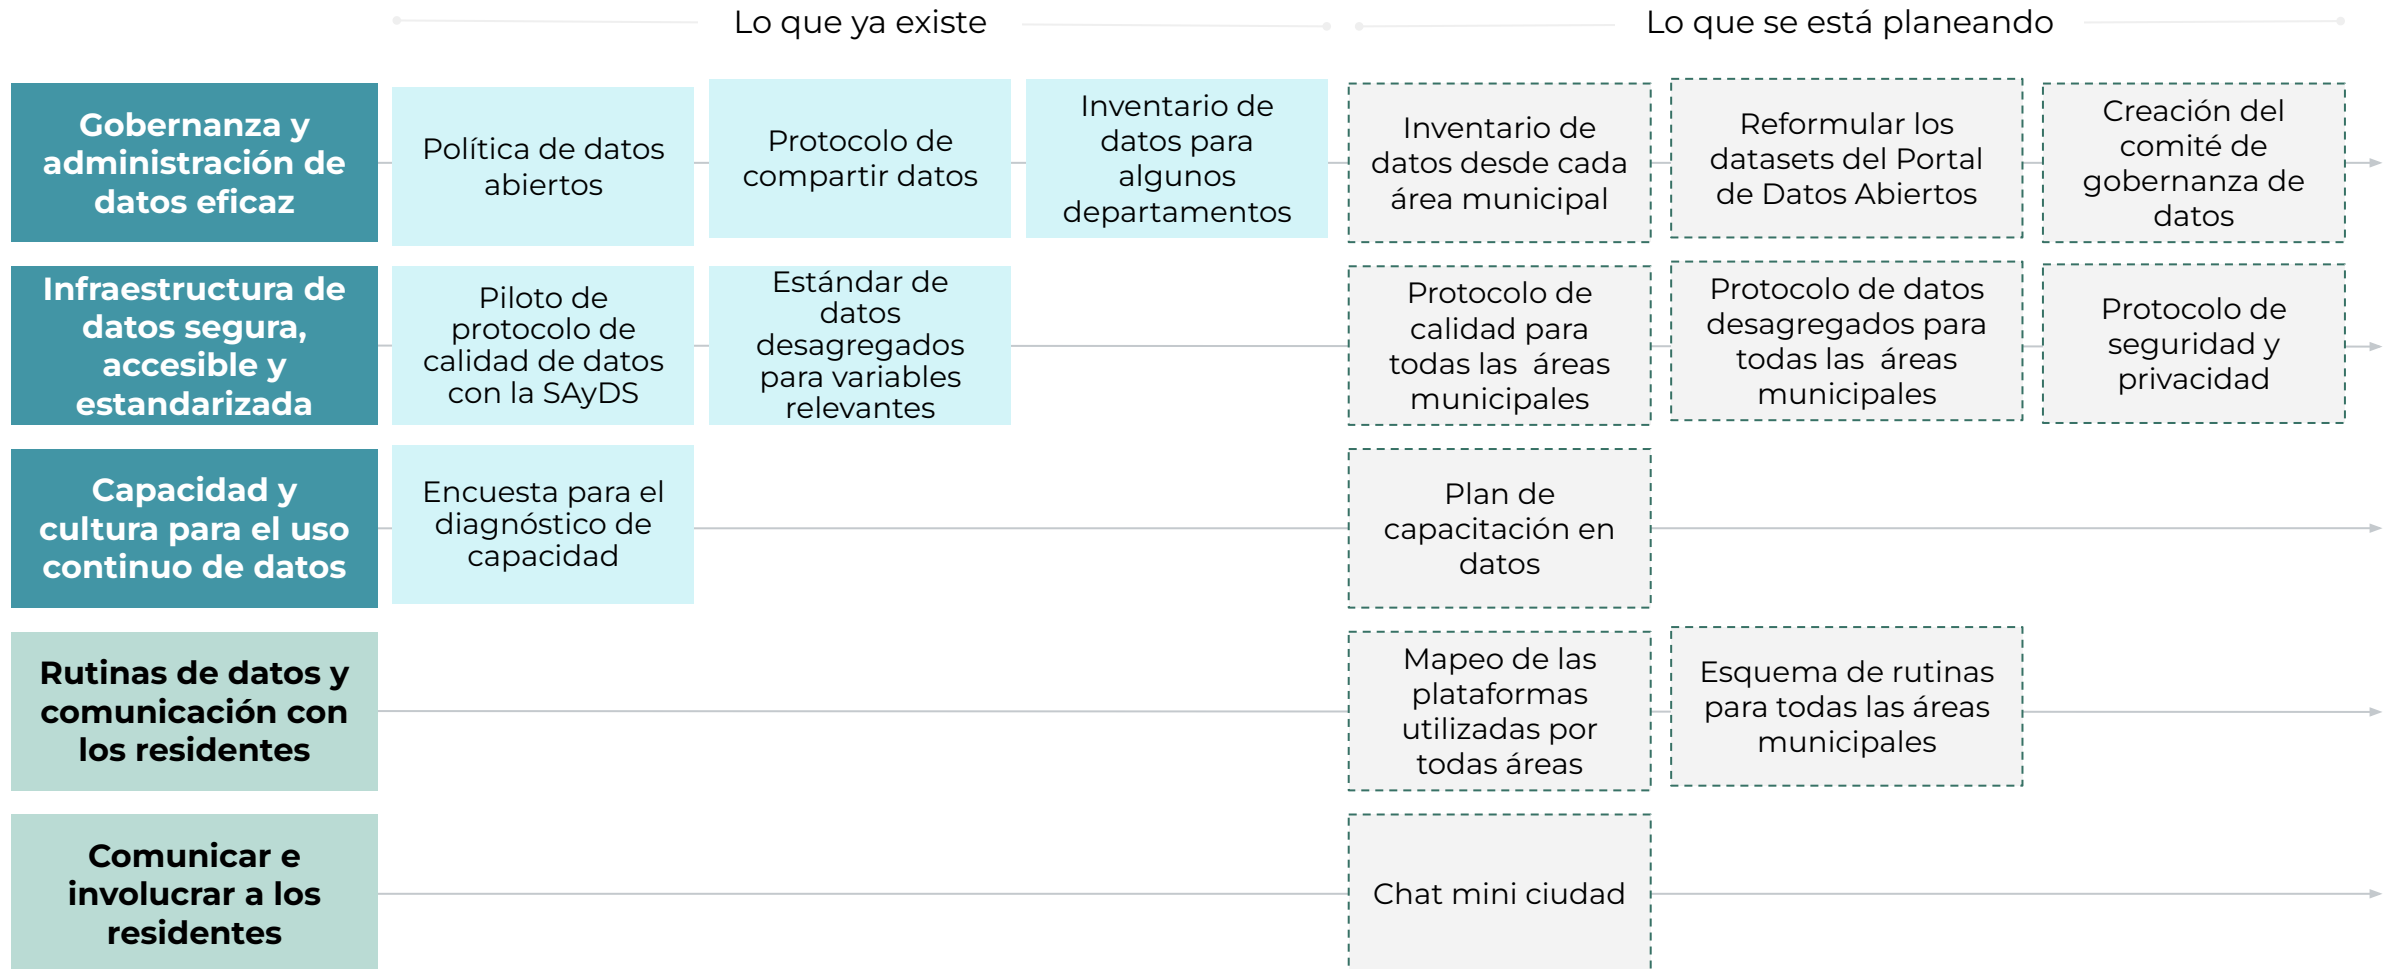 Lo que ya existe
Lo que se está planeando
Gobernanza y
administración de
datos eficaz
Política de datos
abiertos
Protocolo de
compartir datos
Inventario de
datos para
algunos
departamentos
Inventario de
datos desde cada
área municipal
Reformular los
datasets del Portal
de Datos Abiertos
Creación del
comité de
gobernanza de
datos
Infraestructura de
datos segura,
accesible y
estandarizada
Piloto de
protocolo de
calidad de datos
con la SAyDS
Estándar de
datos
desagregados
para variables
relevantes
Protocolo de
calidad para
todas las áreas
municipales
Protocolo de datos
desagregados para
todas las áreas
municipales
Protocolo de
seguridad y
privacidad
Capacidad y
cultura para el uso
continuo de datos
Encuesta para el
diagnóstico de
capacidad
Plan de
capacitación en
datos
Rutinas de datos y
comunicación con
los residentes
Mapeo de las
plataformas
utilizadas por
todas áreas
Esquema de rutinas
para todas las áreas
municipales
Comunicar e
involucrar a los
residentes
Chat mini ciudad